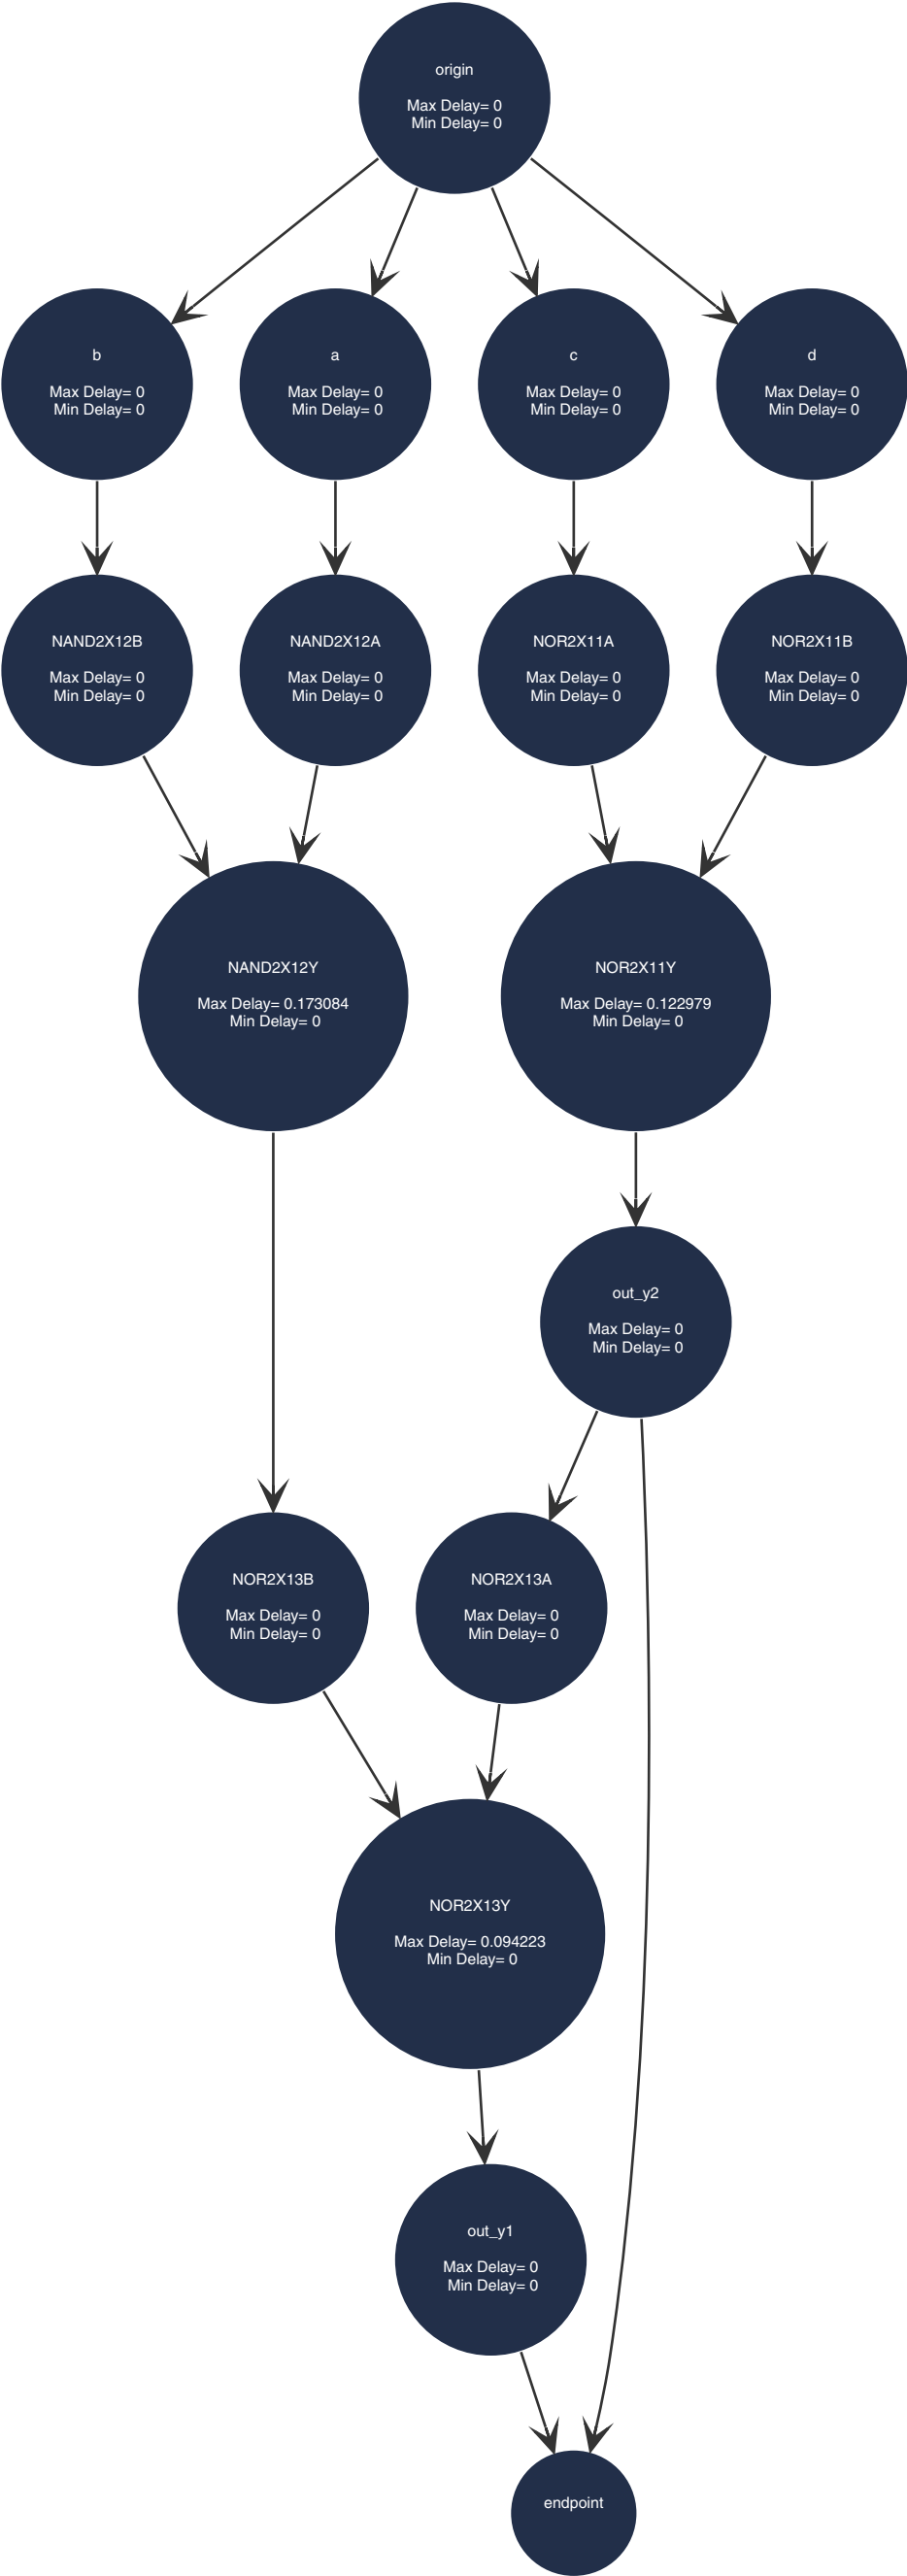 origin
Max Delay= 0
Min Delay= 0
b
Max Delay= 0
Min Delay= 0
a
Max Delay= 0
Min Delay= 0
c
Max Delay= 0
Min Delay= 0
d
Max Delay= 0
Min Delay= 0
NAND2X12B
Max Delay= 0
Min Delay= 0
NAND2X12A
Max Delay= 0
Min Delay= 0
NOR2X11A
Max Delay= 0
Min Delay= 0
NOR2X11B
Max Delay= 0
Min Delay= 0
NAND2X12Y
Max Delay= 0.173084
Min Delay= 0
NOR2X11Y
Max Delay= 0.122979
Min Delay= 0
out_y2
Max Delay= 0
Min Delay= 0
NOR2X13B
Max Delay= 0
Min Delay= 0
NOR2X13A
Max Delay= 0
Min Delay= 0
NOR2X13Y
Max Delay= 0.094223
Min Delay= 0
out_y1
Max Delay= 0
Min Delay= 0
endpoint